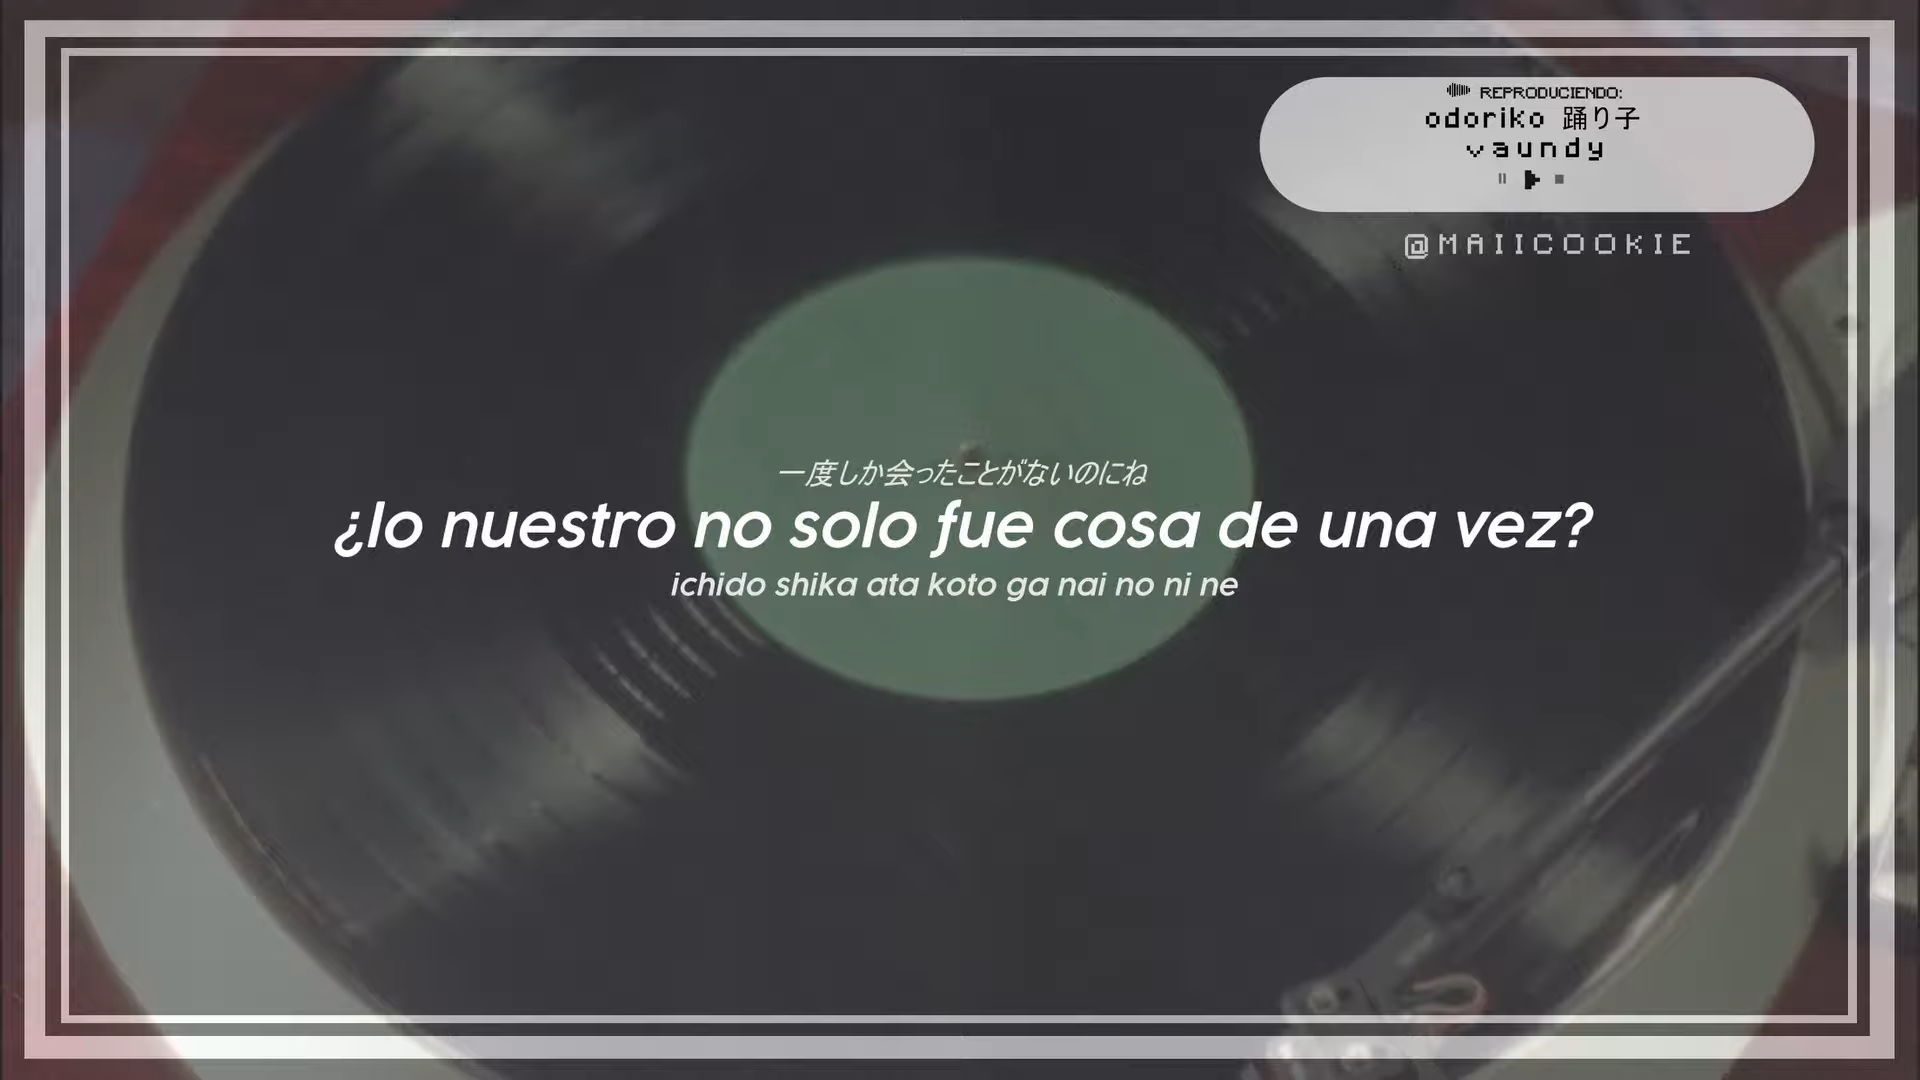 REPRODUCIENDO:
odoriko 踊り子
vaundy
@MAIICOOKIE
一度しか会ったことがないのにね
¿lo nuestro no solo fue cosa de una vez?
ichido shika ata koto ga nai no ni ne